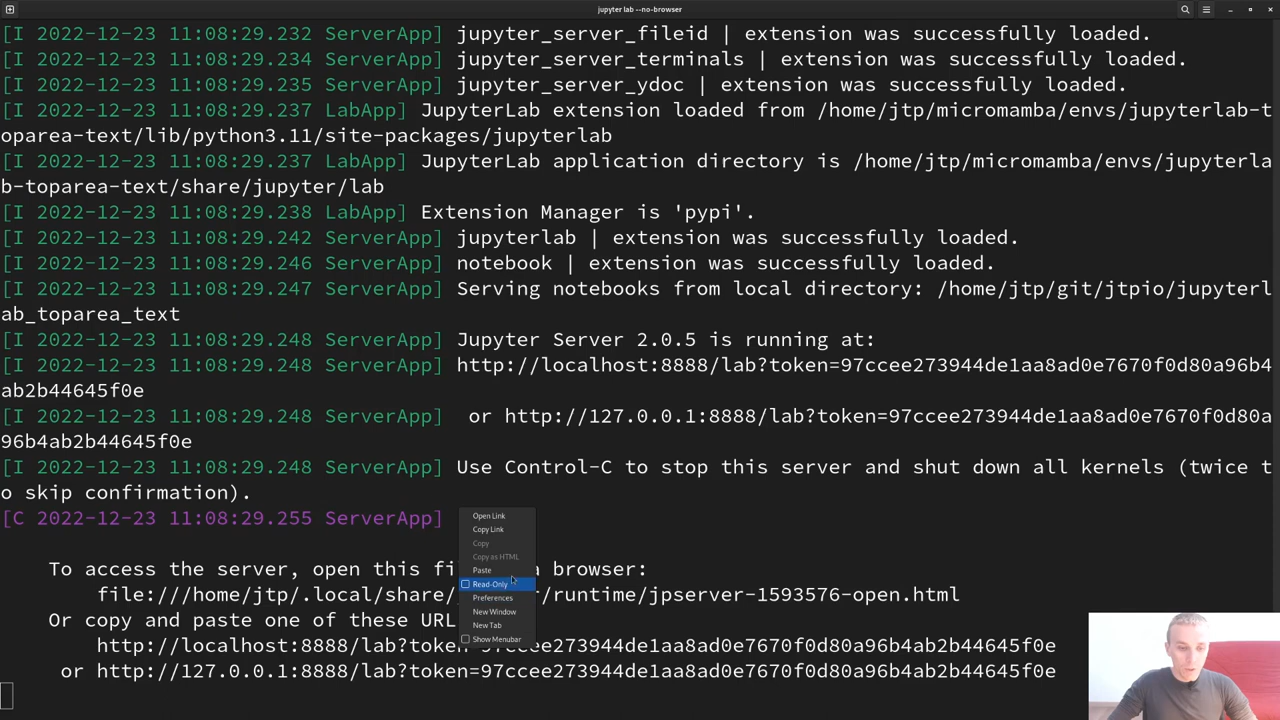 jupyter lab --no-browser
[I 2022-12-23 11:08:29.232 ServerApp] jupyter_server_fileid | extension was successfully loaded.
[I 2022-12-23 11:08:29.234 ServerApp] jupyter_server_terminals | extension was successfully loaded.
[I 2022-12-23 11:08:29.235 ServerApp] jupyter_server_ydoc | extension was successfully loaded.
[I 2022-12-23 11:08:29.237 LabApp] JupyterLab extension loaded from /home/jtp/micromamba/envs/jupyterlab-t
oparea-text/lib/python3.11/site-packages/jupyterlab
[I 2022-12-23 11:08:29.237 LabApp] JupyterLab application directory is /home/jtp/micromamba/envs/jupyterla
b-toparea-text/share/jupyter/lab
[I 2022-12-23 11:08:29.238 LabApp] Extension Manager is 'pypi'.
[I 2022-12-23 11:08:29.242 ServerApp] jupyterlab | extension was successfully loaded.
[I 2022-12-23 11:08:29.246 ServerApp] notebook | extension was successfully loaded.
[I 2022-12-23 11:08:29.247 ServerApp] Serving notebooks from local directory: /home/jtp/git/jtpio/jupyterl
ab_toparea_text
[I 2022-12-23 11:08:29.248 ServerApp] Jupyter Server 2.0.5 is running at:
[I 2022-12-23 11:08:29.248 ServerApp] http://localhost:8888/lab?token=97ccee273944de1aa8ad0e7670f0d80a96b4
ab2b44645f0e
[I 2022-12-23 11:08:29.248 ServerApp]  or http://127.0.0.1:8888/lab?token=97ccee273944de1aa8ad0e7670f0d80a
96b4ab2b44645f0e
[I 2022-12-23 11:08:29.248 ServerApp] Use Control-C to stop this server and shut down all kernels (twice t
o skip confirmation).
[C 2022-12-23 11:08:29.255 ServerApp]
To access the server, open this fi a browser:
file:///home/jtp/.local/share/ /runtime/jpserver-1593576-open.html
Or copy and paste one of these URL
http://localhost:8888/lab?token=97ccee273944de1aa8ad0e7670f0d80a96b4ab2b44645f0e
or http://127.0.0.1:8888/lab?token=97ccee273944de1aa8ad0e7670f0d80a96b4ab2b44645f0e
Open Link
Copy Link
Copy
Copy as HTML
Paste
Read-Only
Preferences
New Window
New Tab
Show Menubar